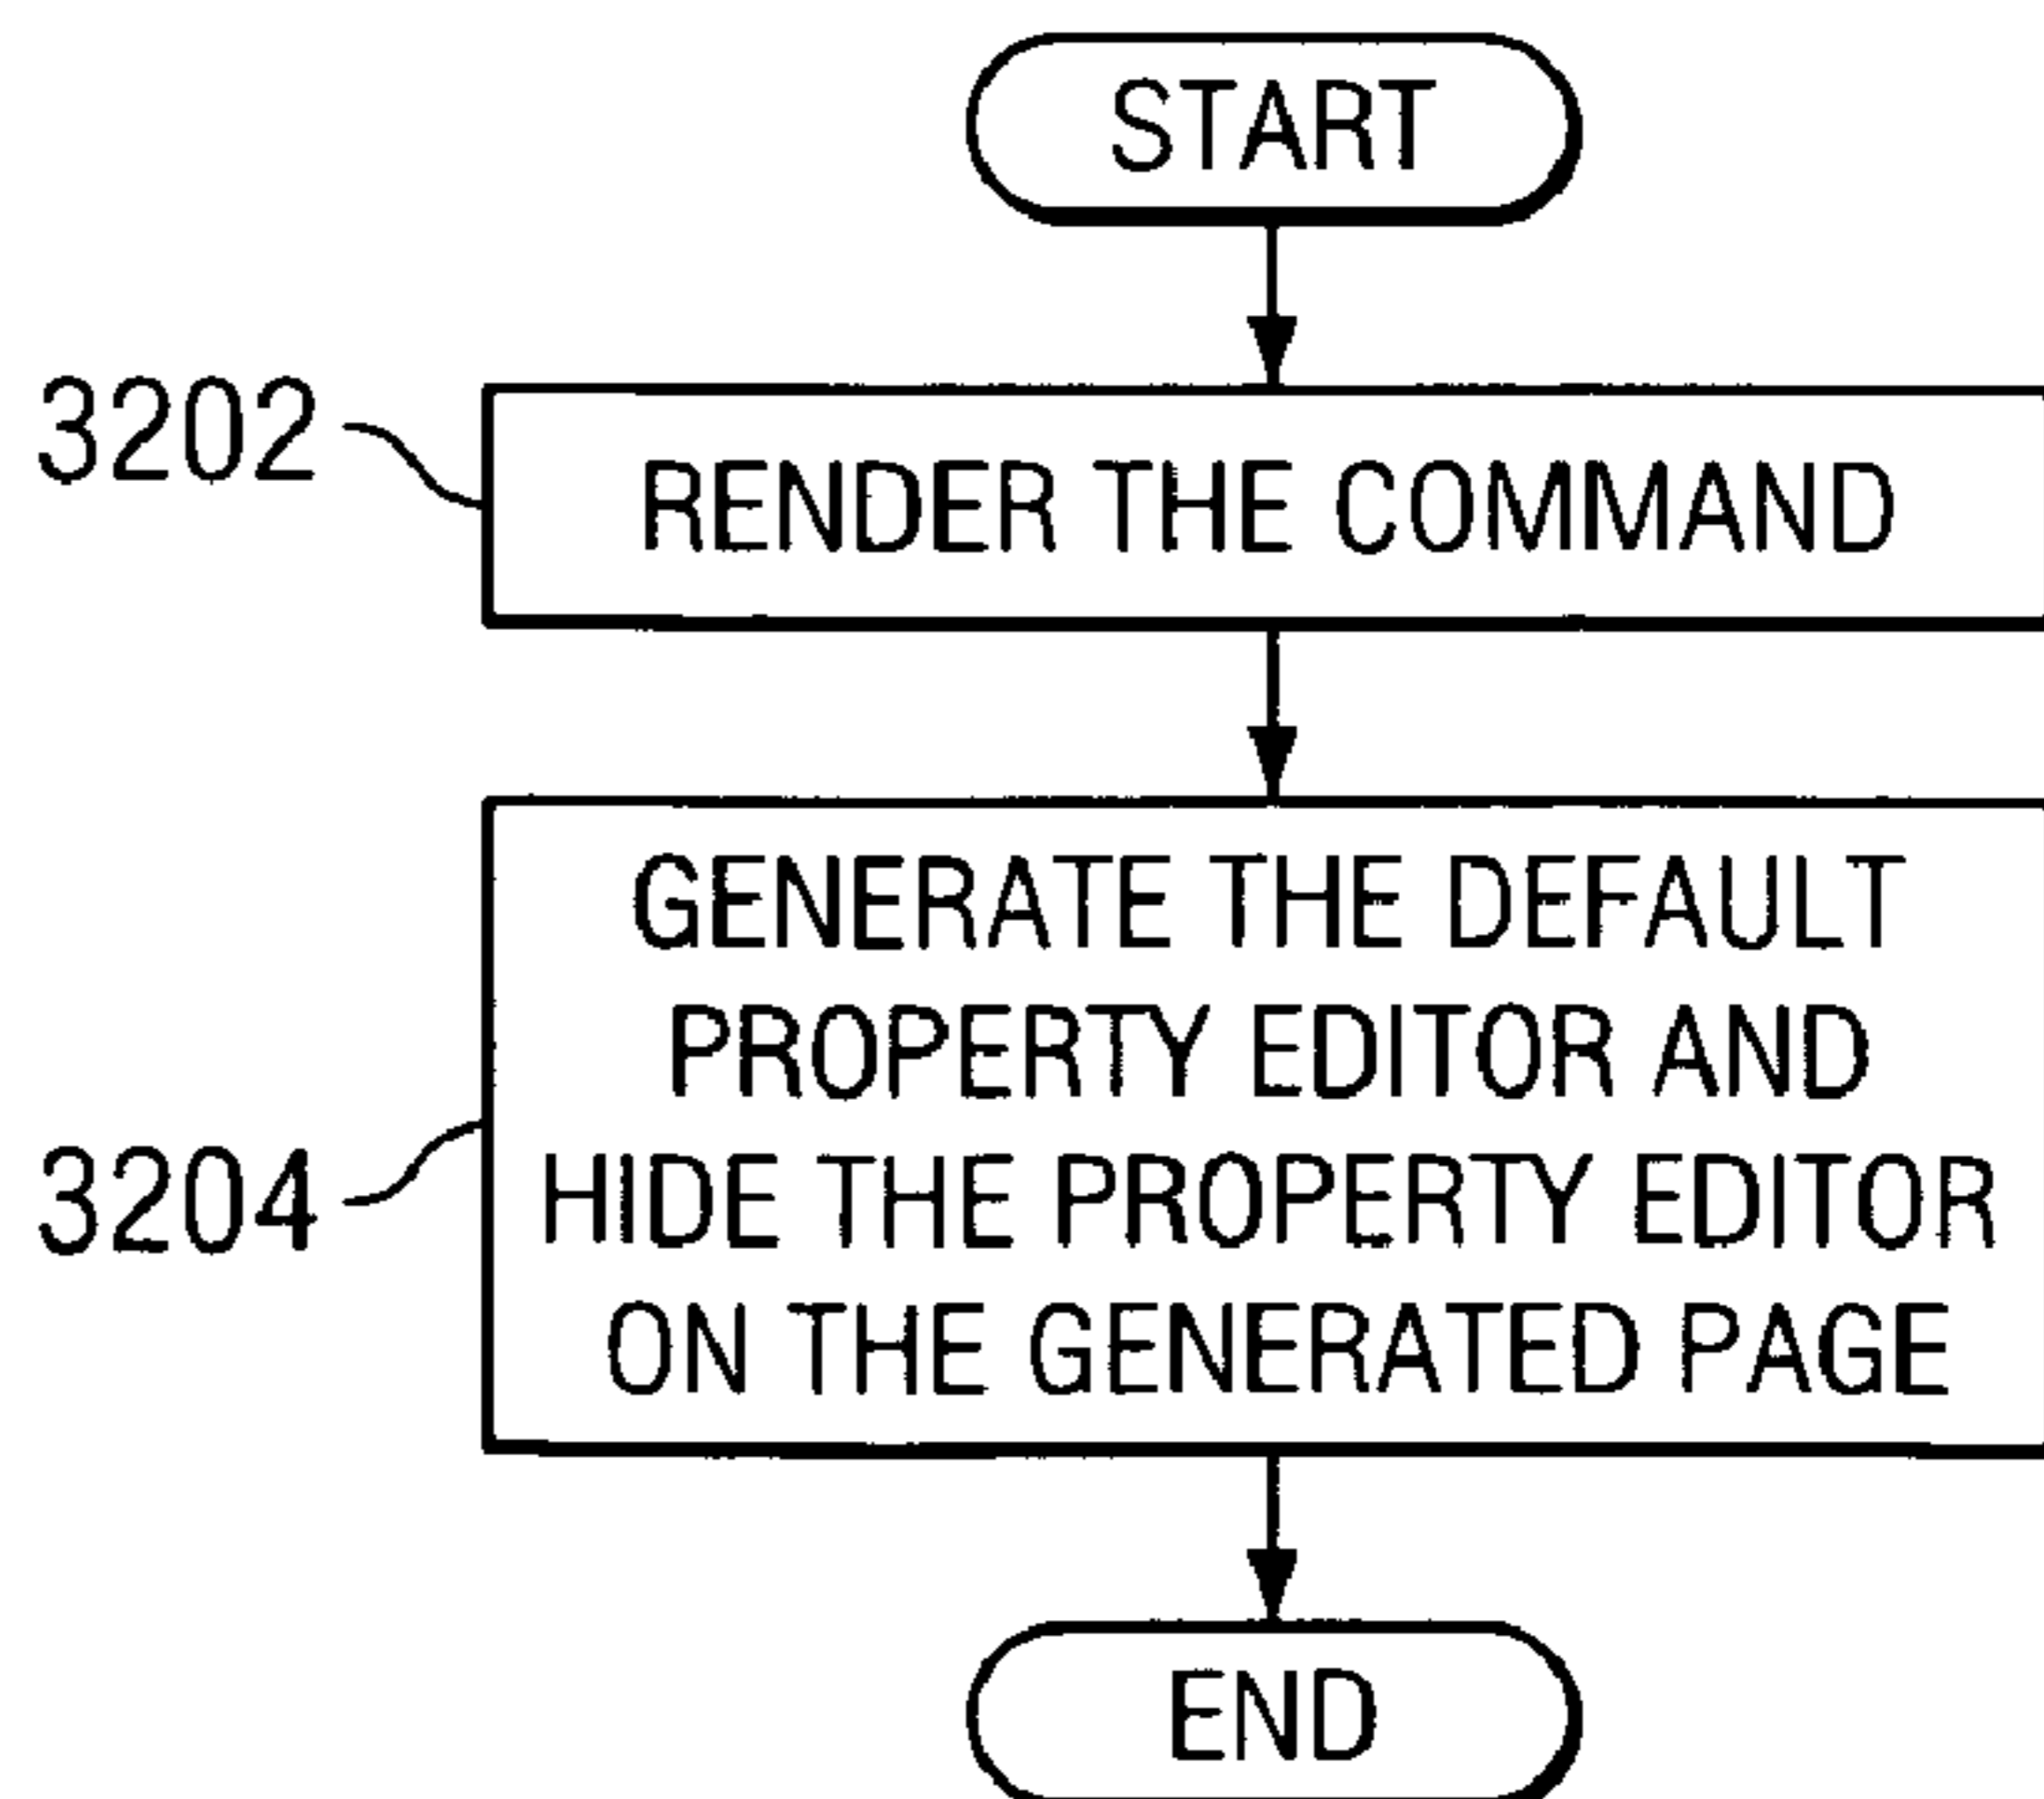 START
3202
RENDER THE COMMAND
GENERATE THE DEFAULT
PROPERTY EDITOR AND
HIDE THE PROPERTY EDITOR
ON THE GENERATED PAGE
3204
END